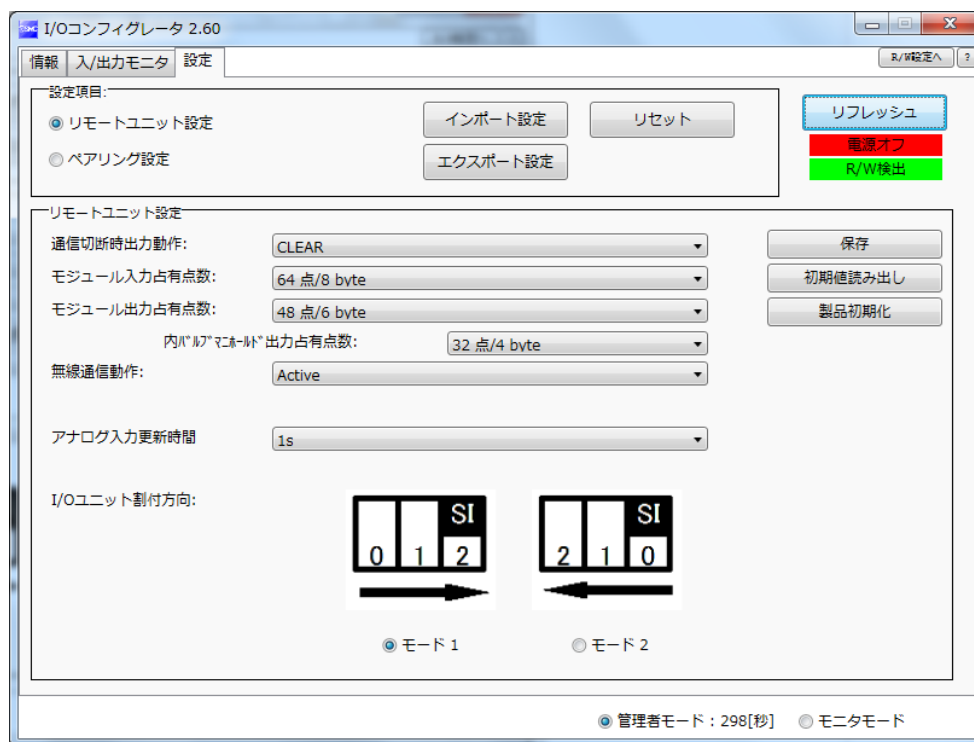 I/Oコンフィグレータ 2.60
情報 入/出力モニタ 設定 R/W設定へ ?
設定項目:
リモートユニット設定 インポート設定 リセット リフレッシュ
電源オフ
ペアリング設定 エクスポート設定 R/W検出
リモートユニット設定
通信切断時出力動作: CLEAR 保存
モジュール入力占有点数: 64 点/8 byte 初期値読み出し
モジュール出力占有点数: 48 点/6 byte 製品初期化
内ﾊﾞﾙﾌﾞﾏﾆﾎｰﾙﾄﾞ出力占有点数: 32 点/4 byte
無線通信動作: Active
アナログ入力更新時間 1s
I/Oユニット割付方向:
SI SI
0 1 2 2 1 0
モード 1 モード 2
管理者モード : 298[秒] モニタモード